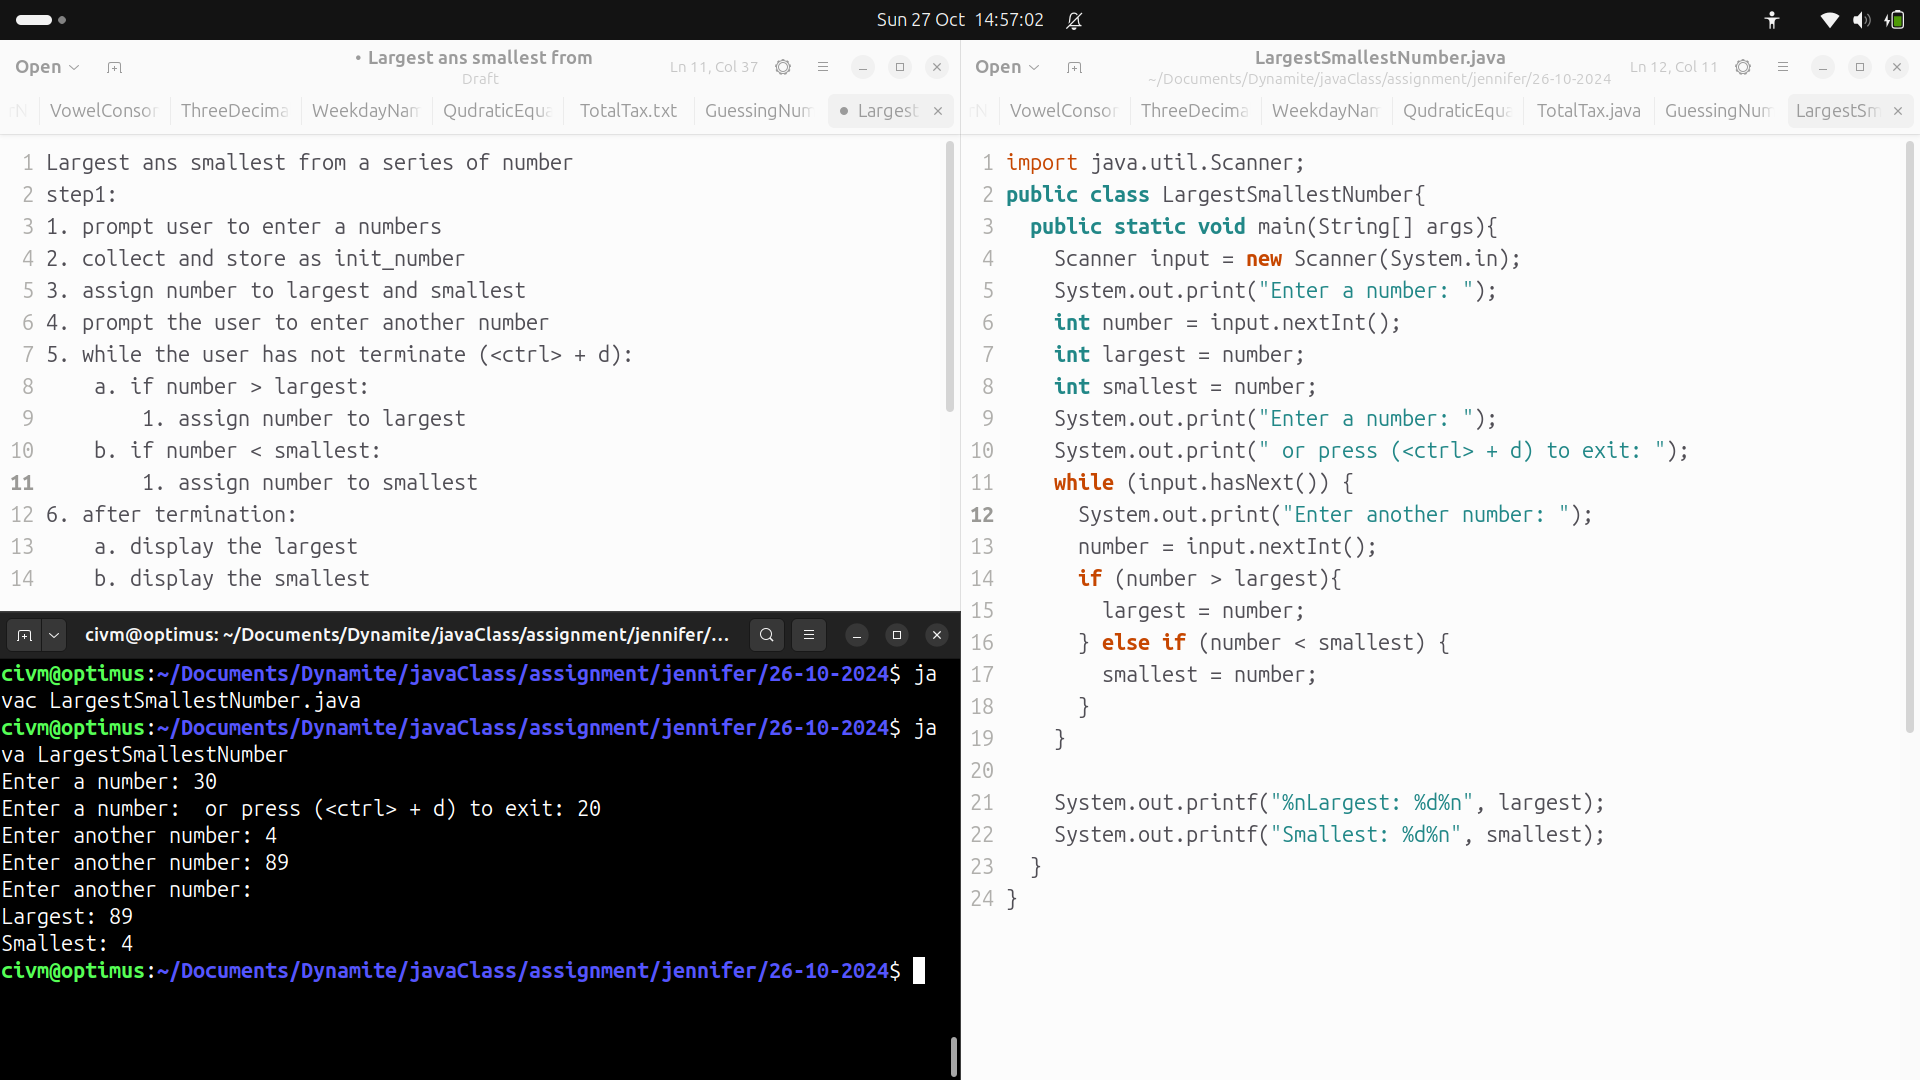 Sun 27 Oct 14:57:02
Open
• Largest ans smallest from
Draft
Ln 11, Col 37
rN VowelConsor ThreeDecima WeekdayNam QudraticEqua TotalTax.txt GuessingNum • Largest
1 Largest ans smallest from a series of number
2 step1:
3 1. prompt user to enter a numbers
4 2. collect and store as init_number
5 3. assign number to largest and smallest
6 4. prompt the user to enter another number
7 5. while the user has not terminate (<ctrl> + d):
8     a. if number > largest:
9         1. assign number to largest
10     b. if number < smallest:
11         1. assign number to smallest
12 6. after termination:
13     a. display the largest
14     b. display the smallest
civm@optimus: ~/Documents/Dynamite/javaClass/assignment/jennifer/...
civm@optimus:~/Documents/Dynamite/javaClass/assignment/jennifer/26-10-2024$ ja
vac LargestSmallestNumber.java
civm@optimus:~/Documents/Dynamite/javaClass/assignment/jennifer/26-10-2024$ ja
va LargestSmallestNumber
Enter a number: 30
Enter a number:  or press (<ctrl> + d) to exit: 20
Enter another number: 4
Enter another number: 89
Enter another number:
Largest: 89
Smallest: 4
civm@optimus:~/Documents/Dynamite/javaClass/assignment/jennifer/26-10-2024$
Open
LargestSmallestNumber.java
~/Documents/Dynamite/javaClass/assignment/jennifer/26-10-2024
Ln 12, Col 11
rN VowelConsor ThreeDecima WeekdayNam QudraticEqua TotalTax.java GuessingNum LargestSm
1 import java.util.Scanner;
2 public class LargestSmallestNumber{
3   public static void main(String[] args){
4     Scanner input = new Scanner(System.in);
5     System.out.print("Enter a number: ");
6     int number = input.nextInt();
7     int largest = number;
8     int smallest = number;
9     System.out.print("Enter a number: ");
10     System.out.print(" or press (<ctrl> + d) to exit: ");
11     while (input.hasNext()) {
12       System.out.print("Enter another number: ");
13       number = input.nextInt();
14       if (number > largest){
15         largest = number;
16       } else if (number < smallest) {
17         smallest = number;
18       }
19     }
20
21     System.out.printf("%nLargest: %d%n", largest);
22     System.out.printf("Smallest: %d%n", smallest);
23   }
24 }